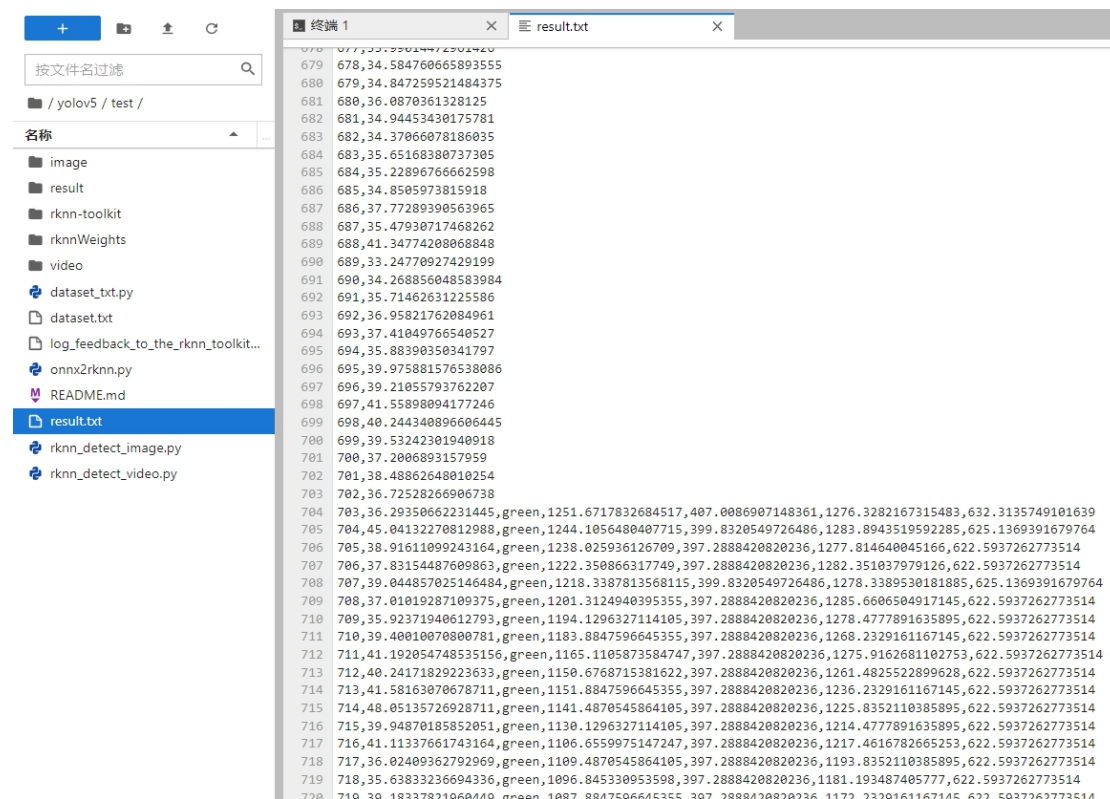 +
按文件名过滤
/ yolov5 / test /
名称
...
image
result
rknn-toolkit
rknnWeights
video
dataset_txt.py
dataset.txt
log_feedback_to_the_rknn_toolkit...
onnx2rknn.py
README.md
result.txt
rknn_detect_image.py
rknn_detect_video.py
终端 1
result.txt
679 678,34.584760665893555
680 679,34.847259521484375
681 680,36.0870361328125
682 681,34.94453430175781
683 682,34.37066078186035
684 683,35.65168380737305
685 684,35.22896766662598
686 685,34.8505973815918
687 686,37.77289390563965
688 687,35.47930717468262
689 688,41.34774208068848
690 689,33.24770927429199
691 690,34.268856048583984
692 691,35.71462631225586
693 692,36.95821762084961
694 693,37.41049766540527
695 694,35.88390350341797
696 695,39.975881576538086
697 696,39.21055793762207
698 697,41.55898094177246
699 698,40.244340896606445
700 699,39.53242301940918
701 700,37.2006893157959
702 701,38.48862648010254
703 702,36.72528266906738
704 703,36.29350662231445,green,1251.6717832684517,407.0086907148361,1276.3282167315483,632.3135749101639
705 704,45.04132270812988,green,1244.1056480407715,399.8320549726486,1283.8943519592285,625.1369391679764
706 705,38.91611099243164,green,1238.025936126709,397.2888420820236,1277.814640045166,622.5937262773514
707 706,37.83154487609863,green,1222.350866317749,397.2888420820236,1282.351037979126,622.5937262773514
708 707,39.044857025146484,green,1218.3387813568115,399.8320549726486,1278.3389530181885,625.1369391679764
709 708,37.01019287109375,green,1201.3124940395355,397.2888420820236,1285.6606504917145,622.5937262773514
710 709,35.92371940612793,green,1194.1296327114105,397.2888420820236,1278.4777891635895,622.5937262773514
711 710,39.40010070800781,green,1183.8847596645355,397.2888420820236,1268.2329161167145,622.5937262773514
712 711,41.192054748535156,green,1165.1105873584747,397.2888420820236,1275.9162681102753,622.5937262773514
713 712,40.24171829223633,green,1150.6768715381622,397.2888420820236,1261.4825522899628,622.5937262773514
714 713,41.58163070678711,green,1151.8847596645355,397.2888420820236,1236.2329161167145,622.5937262773514
715 714,48.05135726928711,green,1141.4870545864105,397.2888420820236,1225.8352110385895,622.5937262773514
716 715,39.94870185852051,green,1130.1296327114105,397.2888420820236,1214.4777891635895,622.5937262773514
717 716,41.11337661743164,green,1106.6559975147247,397.2888420820236,1217.4616782665253,622.5937262773514
718 717,36.02409362792969,green,1109.4870545864105,397.2888420820236,1193.8352110385895,622.5937262773514
719 718,35.63833236694336,green,1096.845330953598,397.2888420820236,1181.193487405777,622.5937262773514
720 719,39.18337821960449,green,1087.8847596645355,397.2888420820236,1172.2329161167145,622.5937262773514